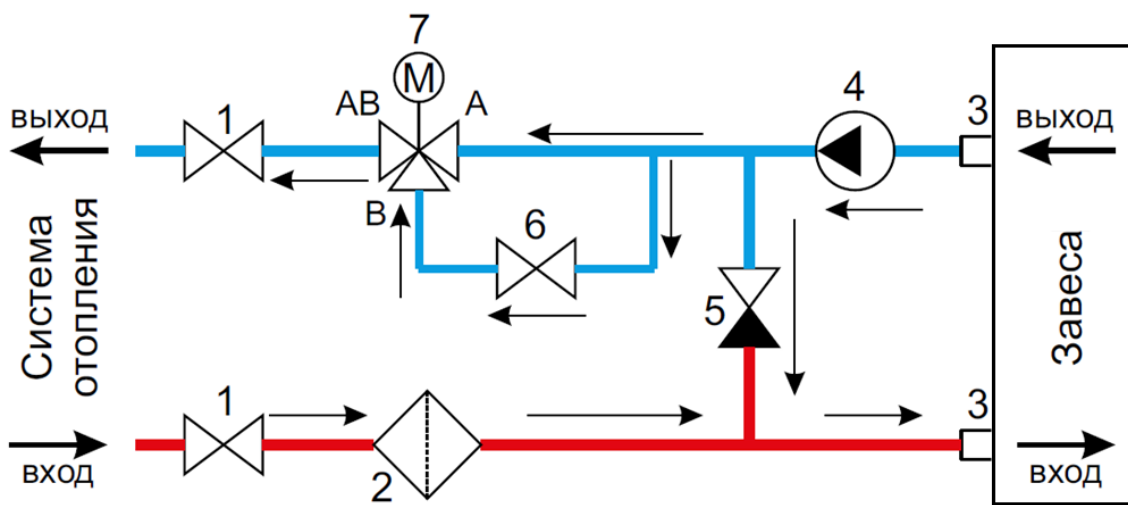 7
M
AB
A
4
3
1
ВЫХОД
ВЫХОД
B
6
Система
отопления
5
Завеса
1
3
2
ВХОД
ВХОД